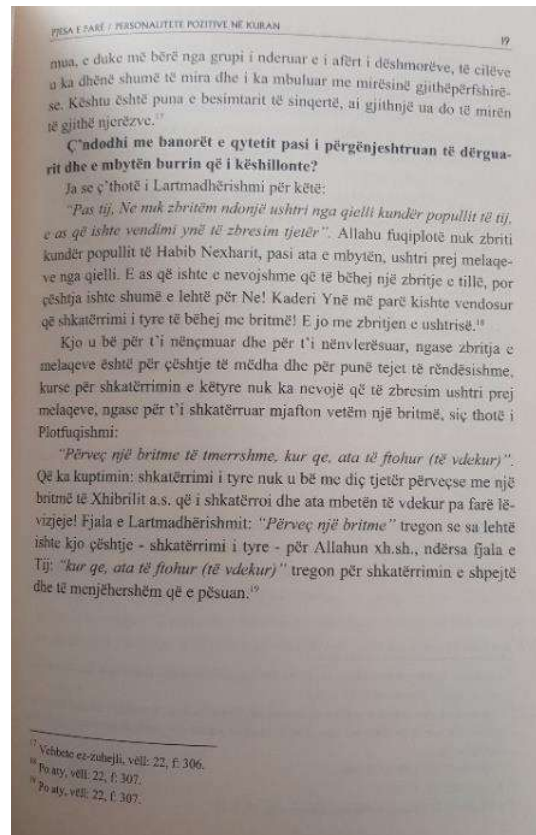 PJESA E PARË / PERSONALITETE POZITIVE NË KURAN
19
mua, e duke më bërë nga grupi i nderuar e i afërt i dëshmorëve, të cilëve
u ka dhënë shumë të mira dhe i ka mbuluar me mirësinë gjithëpërfshirë-
se. Kështu është puna e besimtarit të sinqertë, ai gjithnjë ua do të mirën
të gjithë njerëzve.¹⁷
Ç'ndodhi me banorët e qytetit pasi i përgënjeshtruan të dërgua-
rit dhe e mbytën burrin që i këshillonte?
Ja se ç'thotë i Lartmadhërishmi për këtë:
"Pas tij, Ne nuk zbritëm ndonjë ushtri nga qielli kundër popullit të tij,
e as që ishte vendimi ynë të zbresim tjetër". Allahu fuqiplotë nuk zbriti
kundër popullit të Habib Nexharit, pasi ata e mbytën, ushtri prej melaqe-
ve nga qielli. E as që ishte e nevojshme që të bëhej një zbritje e tillë, por
çështja ishte shumë e lehtë për Ne! Kaderi Ynë më parë kishte vendosur
që shkatërrimi i tyre të bëhej me britmë! E jo me zbritjen e ushtrisë.¹⁸
Kjo u bë për t'i nënçmuar dhe për t'i nënvlerësuar, ngase zbritja e
melaqeve është për çështje të mëdha dhe për punë tejet të rëndësishme,
kurse për shkatërrimin e këtyre nuk ka nevojë që të zbresim ushtri prej
melaqeve, ngase për t'i shkatërruar mjafton vetëm një britmë, siç thotë i
Plotfuqishmi:
"Përveç një britme të tmerrshme, kur qe, ata të ftohur (të vdekur)".
Që ka kuptimin: shkatërrimi i tyre nuk u bë me diç tjetër përveçse me një
britmë të Xhibrilit a.s. që i shkatërroi dhe ata mbetën të vdekur pa farë lë-
vizjeje! Fjala e Lartmadhërishmit: "Përveç një britme" tregon se sa lehtë
ishte kjo çështje - shkatërrimi i tyre - për Allahun xh.sh., ndërsa fjala e
Tij: "kur qe, ata të ftohur (të vdekur)" tregon për shkatërrimin e shpejtë
dhe të menjëhershëm që e pësuan.¹⁹
¹⁷ Vehbete ez-zuhejli, vëll: 22, f: 306.
¹⁸ Po aty, vëll: 22, f: 307.
¹⁹ Po aty, vëll: 22, f: 307.